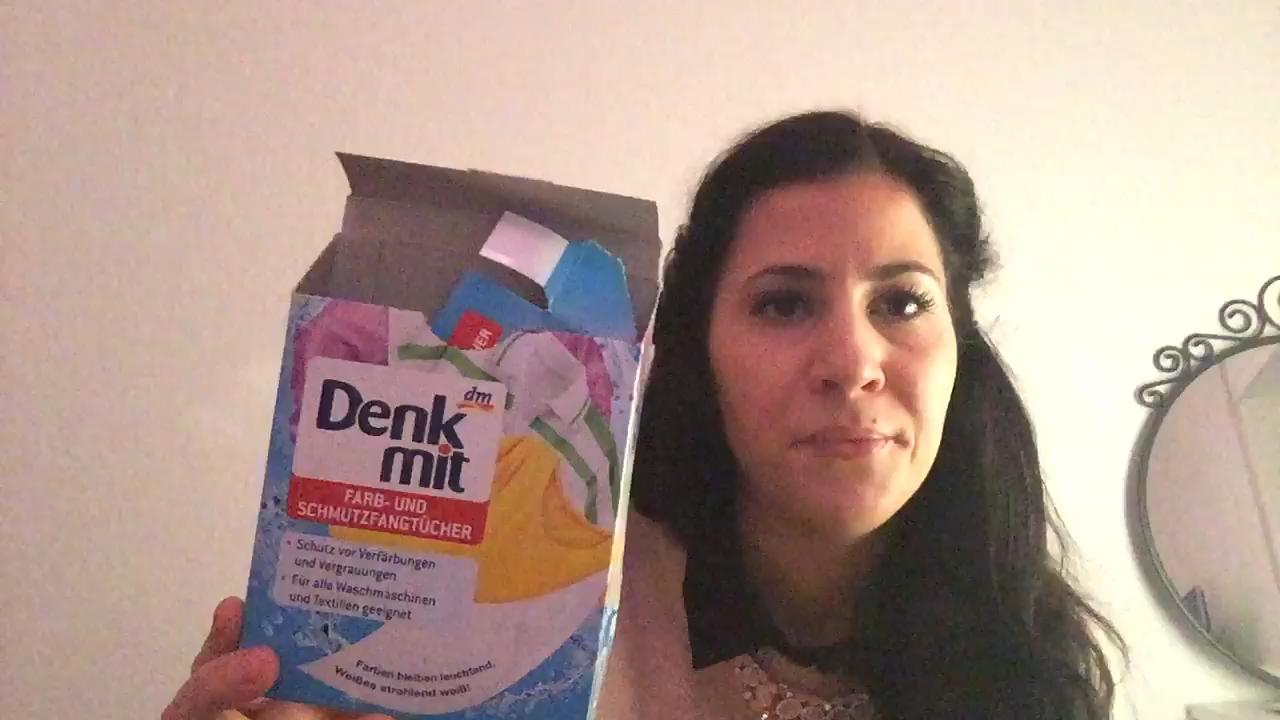 dm
Denk
mit
FARB- UND
SCHMUTZFANGTÜCHER
• Schutz vor Verfärbungen
und Vergrauungen
• Für alle Waschmaschinen
und Textilien geeignet
Farben bleiben leuchtend,
Weißes strahlend weiß!